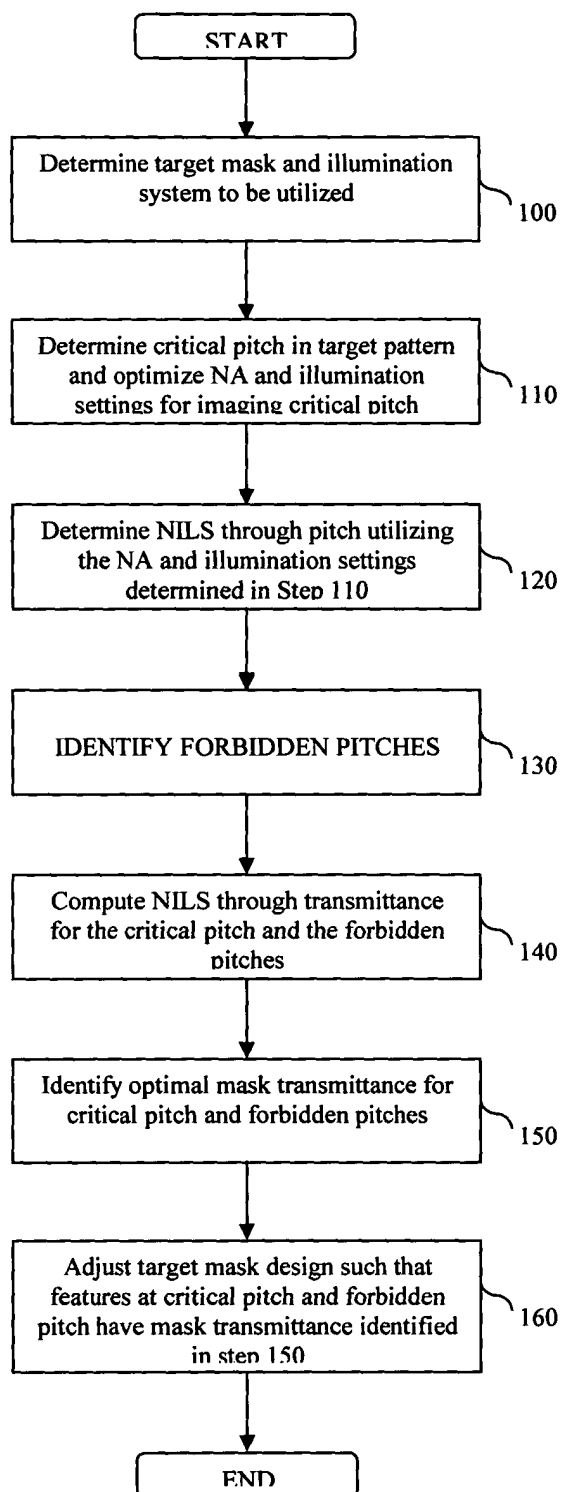 START
Determine target mask and illumination
system to be utilized
100
Determine critical pitch in target pattern
and optimize NA and illumination
settings for imaging critical pitch
110
Determine NILS through pitch utilizing
the NA and illumination settings
determined in Step 110
120
IDENTIFY FORBIDDEN PITCHES
130
Compute NILS through transmittance
for the critical pitch and the forbidden
pitches
140
Identify optimal mask transmittance for
critical pitch and forbidden pitches
150
Adjust target mask design such that
features at critical pitch and forbidden
pitch have mask transmittance identified
in step 150
160
END